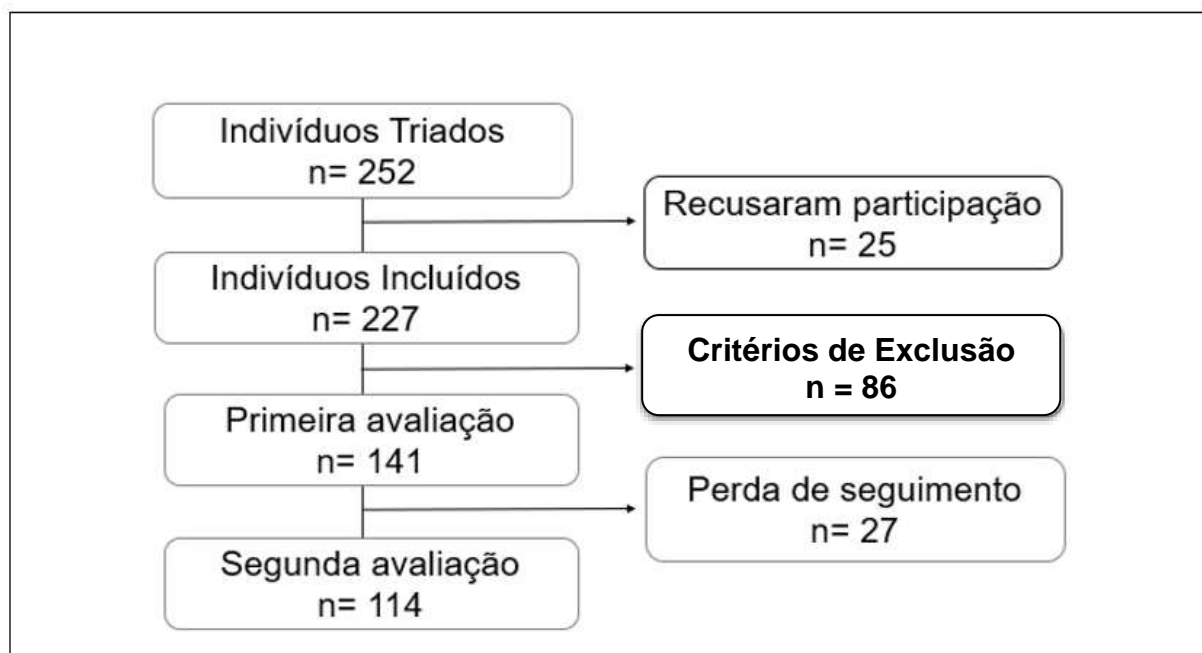 Indivíduos Triados
n= 252
Recusaram participação
n= 25
Indivíduos Incluídos
n= 227
Critérios de Exclusão
n = 86
Primeira avaliação
n= 141
Perda de seguimento
n= 27
Segunda avaliação
n= 114